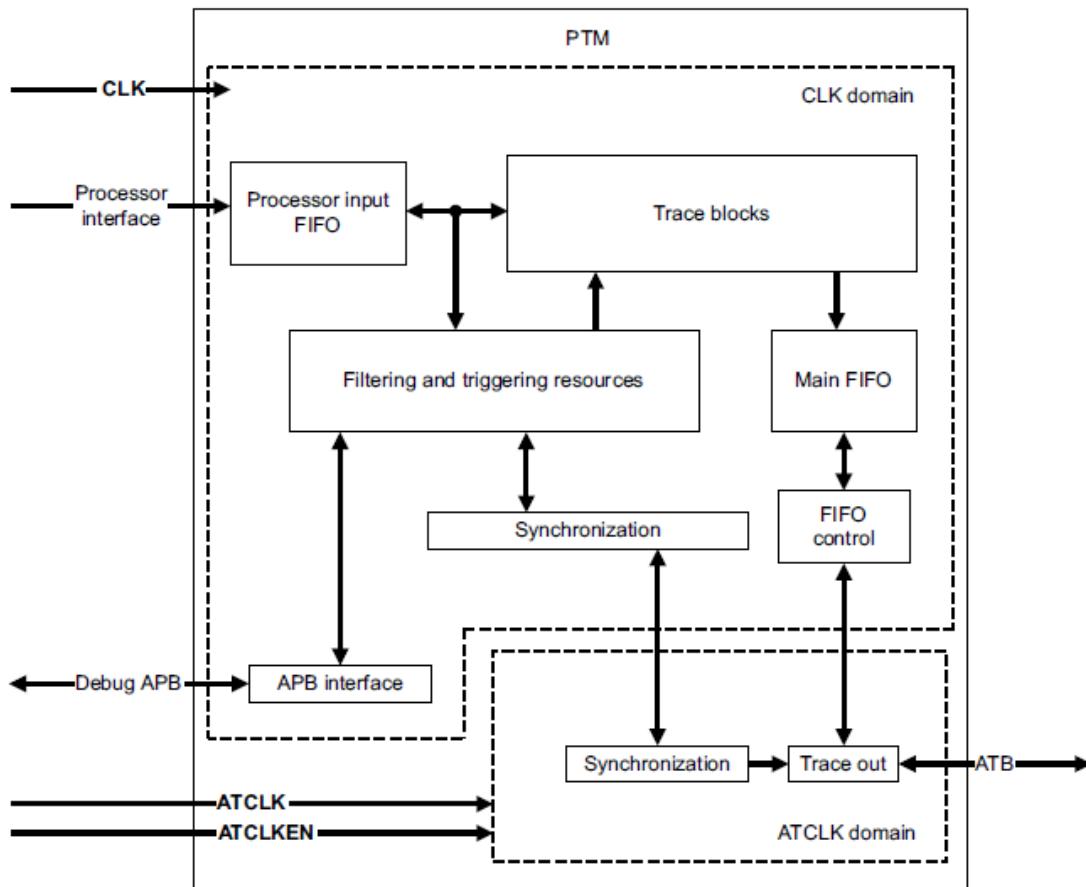 PTM
CLK
CLK domain
Processor
interface
Processor input
FIFO
Trace blocks
Filtering and triggering resources
Main FIFO
Synchronization
FIFO
control
Debug APB
APB interface
Synchronization
Trace out
ATB
ATCLK
ATCLKEN
ATCLK domain